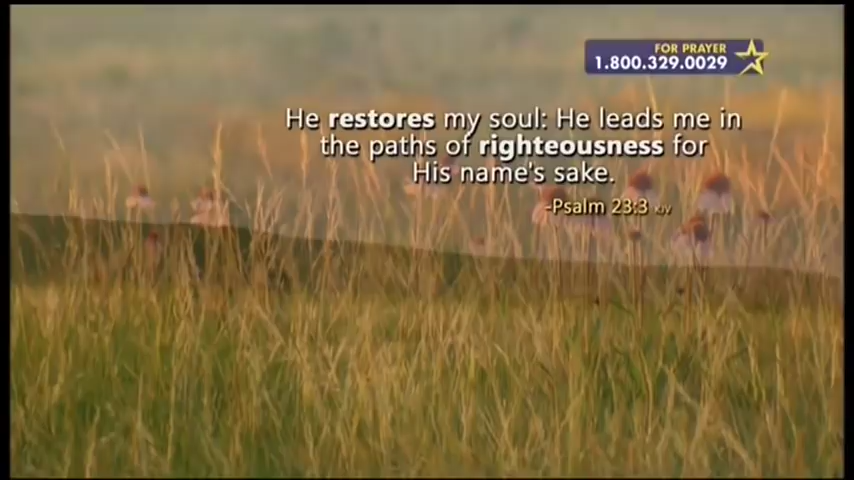 FOR PRAYER
1.800.329.0029
He restores my soul: He leads me in
the paths of righteousness for
His name's sake.
-Psalm 23:3 KJV